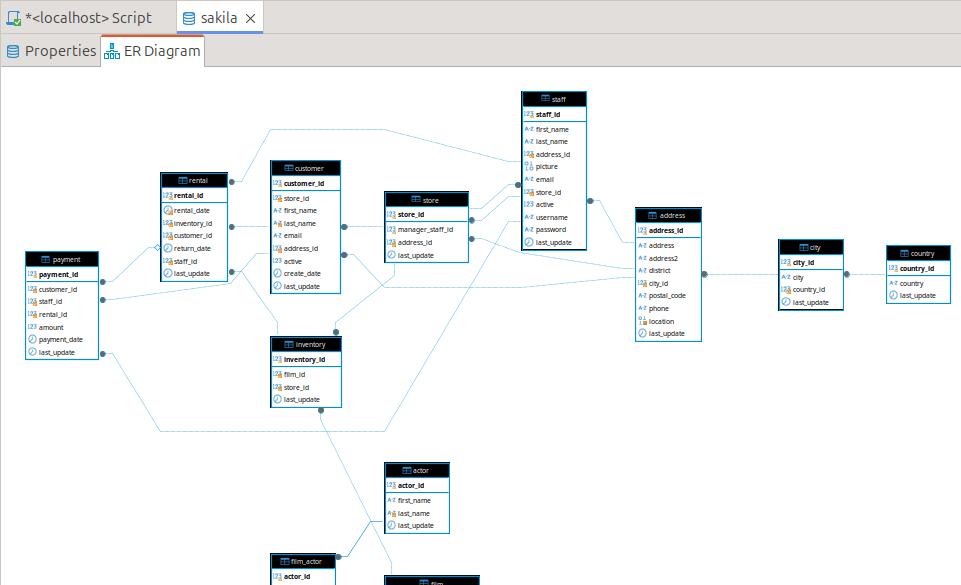 *<localhost> Script
sakila
Properties
ER Diagram
staff
staff_id
first_name
last_name
address_id
picture
email
store_id
active
username
password
last_update
rental
rental_id
rental_date
inventory_id
customer_id
return_date
staff_id
last_update
customer
customer_id
store_id
first_name
last_name
email
address_id
active
create_date
last_update
store
store_id
manager_staff_id
address_id
last_update
address
address_id
address
address2
district
city_id
postal_code
phone
location
last_update
city
city_id
city
country_id
last_update
country
country_id
country
last_update
payment
payment_id
customer_id
staff_id
rental_id
amount
payment_date
last_update
inventory
inventory_id
film_id
store_id
last_update
actor
actor_id
first_name
last_name
last_update
film_actor
actor_id
film